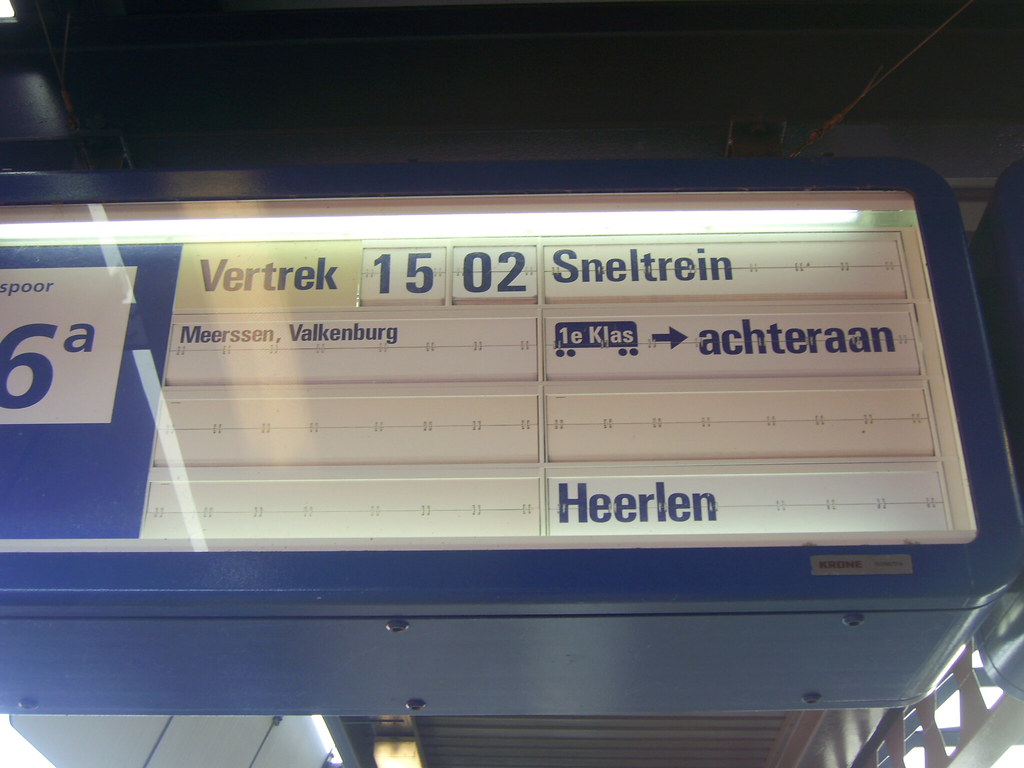 spoor
6a
Vertrek 15 02 Sneltrein
Meerssen, Valkenburg
1e Klas → achteraan
Heerlen
KRONE